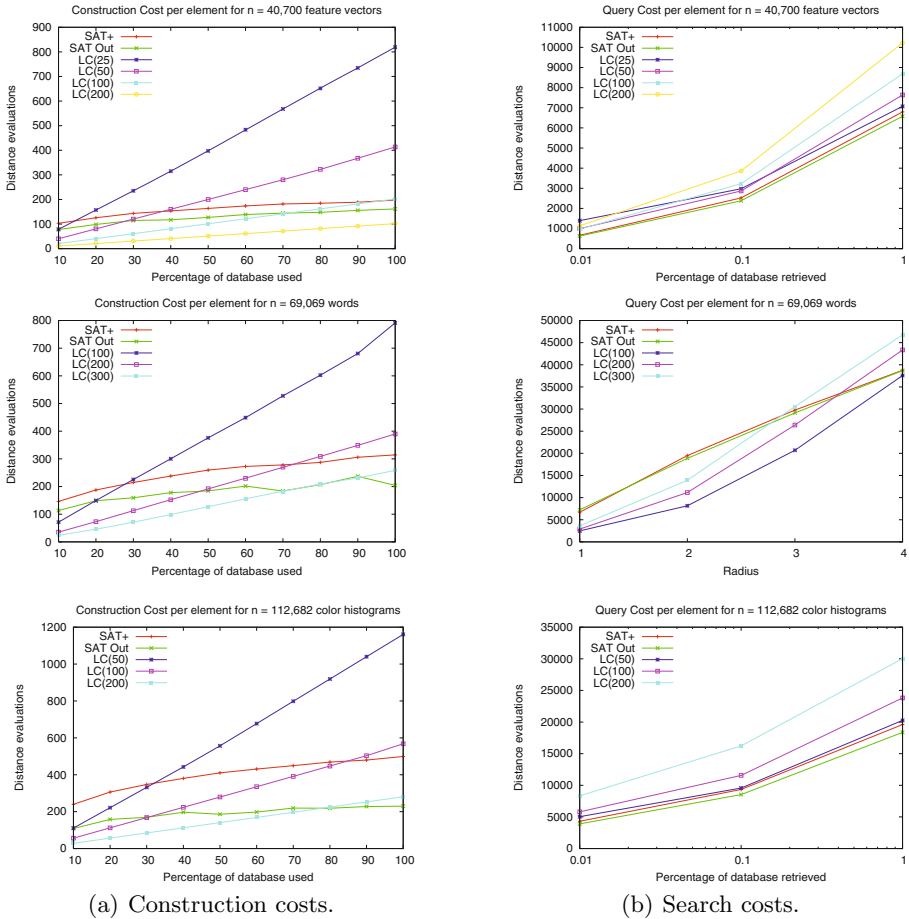 Construction Cost per element for n = 40,700 feature vectors
900
800
700
600
500
400
300
200
100
0
Distance evaluations
SAT+
SAT Out
LC(25)
LC(50)
LC(100)
LC(200)
10 20 30 40 50 60 70 80 90 100
Percentage of database used
Query Cost per element for n = 40,700 feature vectors
11000
10000
9000
8000
7000
6000
5000
4000
3000
2000
1000
0
Distance evaluations
SAT+
SAT Out
LC(25)
LC(50)
LC(100)
LC(200)
0.01 0.1 1
Percentage of database retrieved
Construction Cost per element for n = 69,069 words
800
700
600
500
400
300
200
100
0
Distance evaluations
SAT+
SAT Out
LC(100)
LC(200)
LC(300)
10 20 30 40 50 60 70 80 90 100
Percentage of database used
Query Cost per element for n = 69,069 words
50000
45000
40000
35000
30000
25000
20000
15000
10000
5000
0
Distance evaluations
SAT+
SAT Out
LC(100)
LC(200)
LC(300)
1 2 3 4
Radius
Construction Cost per element for n = 112,682 color histograms
1200
1000
800
600
400
200
0
Distance evaluations
SAT+
SAT Out
LC(50)
LC(100)
LC(200)
10 20 30 40 50 60 70 80 90 100
Percentage of database used
Query Cost per element for n = 112,682 color histograms
35000
30000
25000
20000
15000
10000
5000
0
Distance evaluations
SAT+
SAT Out
LC(50)
LC(100)
LC(200)
0.01 0.1 1
Percentage of database retrieved
(a) Construction costs.
(b) Search costs.